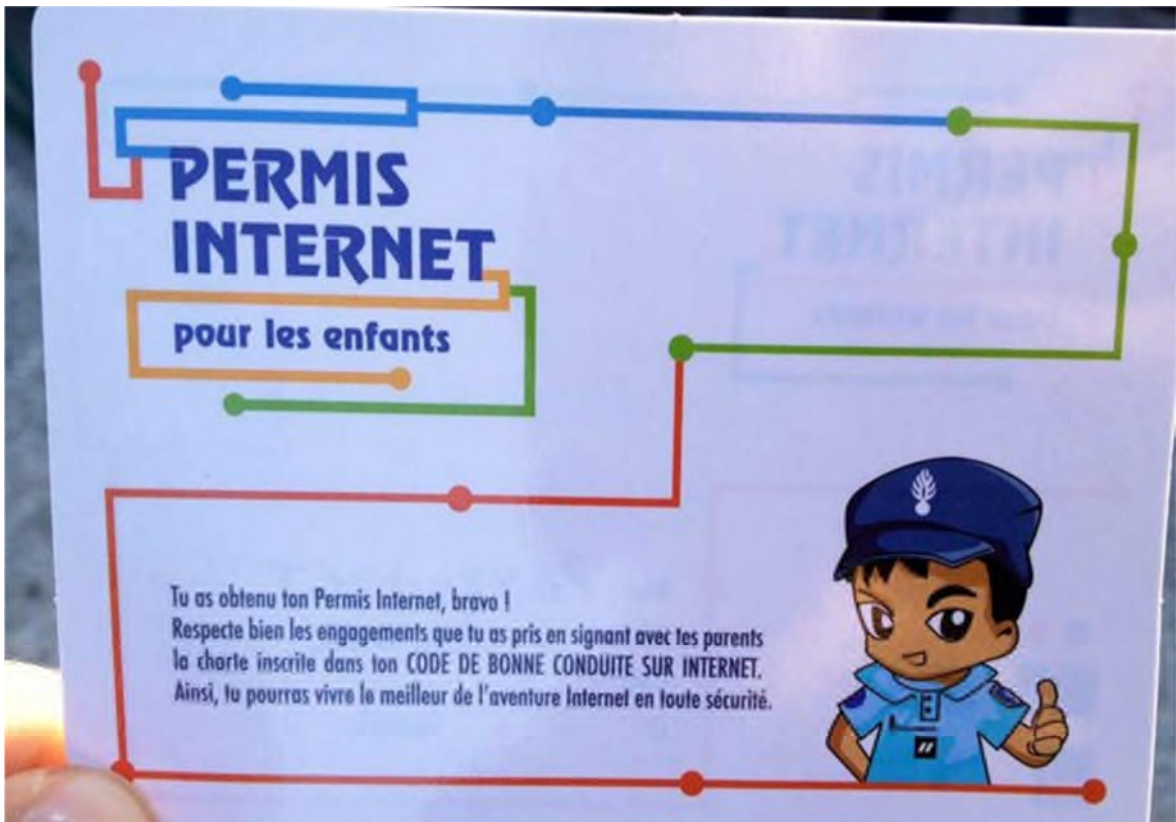 PERMIS
INTERNET
pour les enfants
Tu as obtenu ton Permis Internet, bravo !
Respecte bien les engagements que tu as pris en signant avec tes parents
la charte inscrite dans ton CODE DE BONNE CONDUITE SUR INTERNET.
Ainsi, tu pourras vivre le meilleur de l'aventure Internet en toute sécurité.